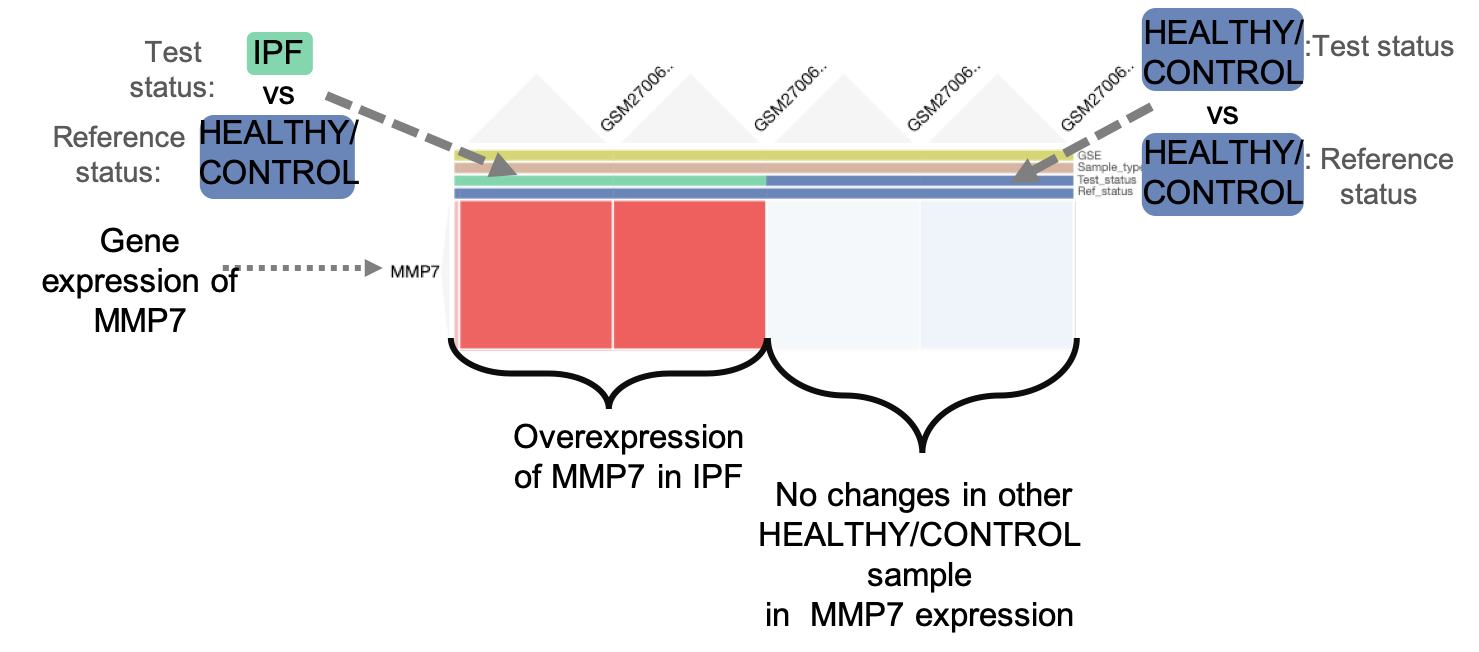 Test
status:
IPF
vs
Reference
status:
HEALTHY/
CONTROL
GSM27006..
GSM27006..
GSM27006..
GSM27006..
HEALTHY/
CONTROL
:Test status
vs
HEALTHY/
CONTROL
: Reference
status
GSE
Sample_type
Test_status
Ref_status
Gene
expression of
MMP7
MMP7
Overexpression
of MMP7 in IPF
No changes in other
HEALTHY/CONTROL
sample
in MMP7 expression